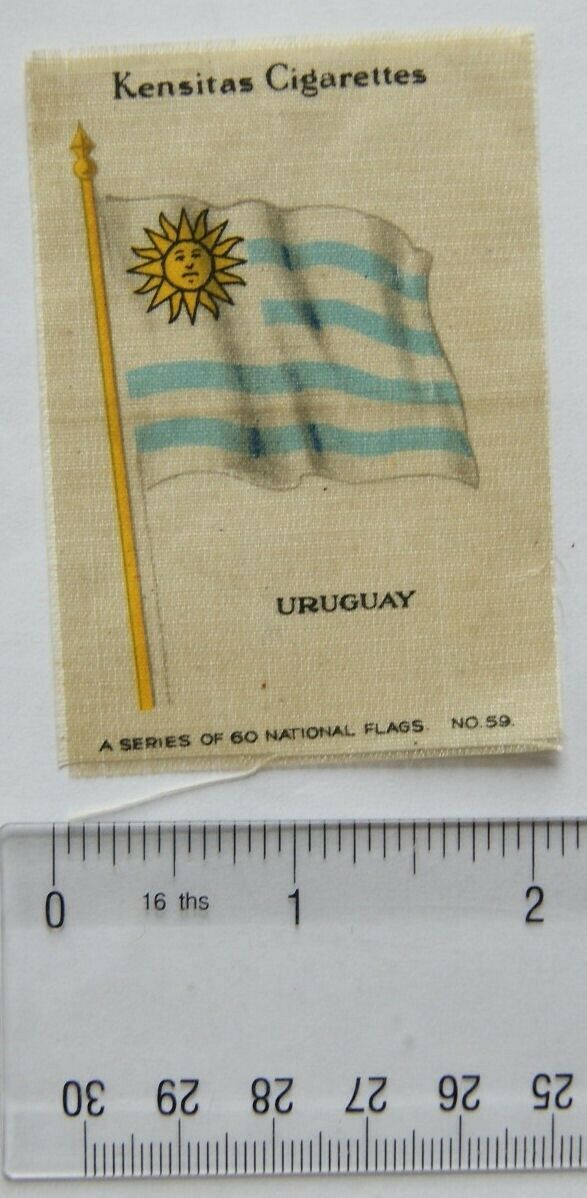 Kensitas Cigarettes
URUGUAY
A SERIES OF 60 NATIONAL FLAGS. NO. 59.
0 16 ths 1 2
30 29 28 27 26 25